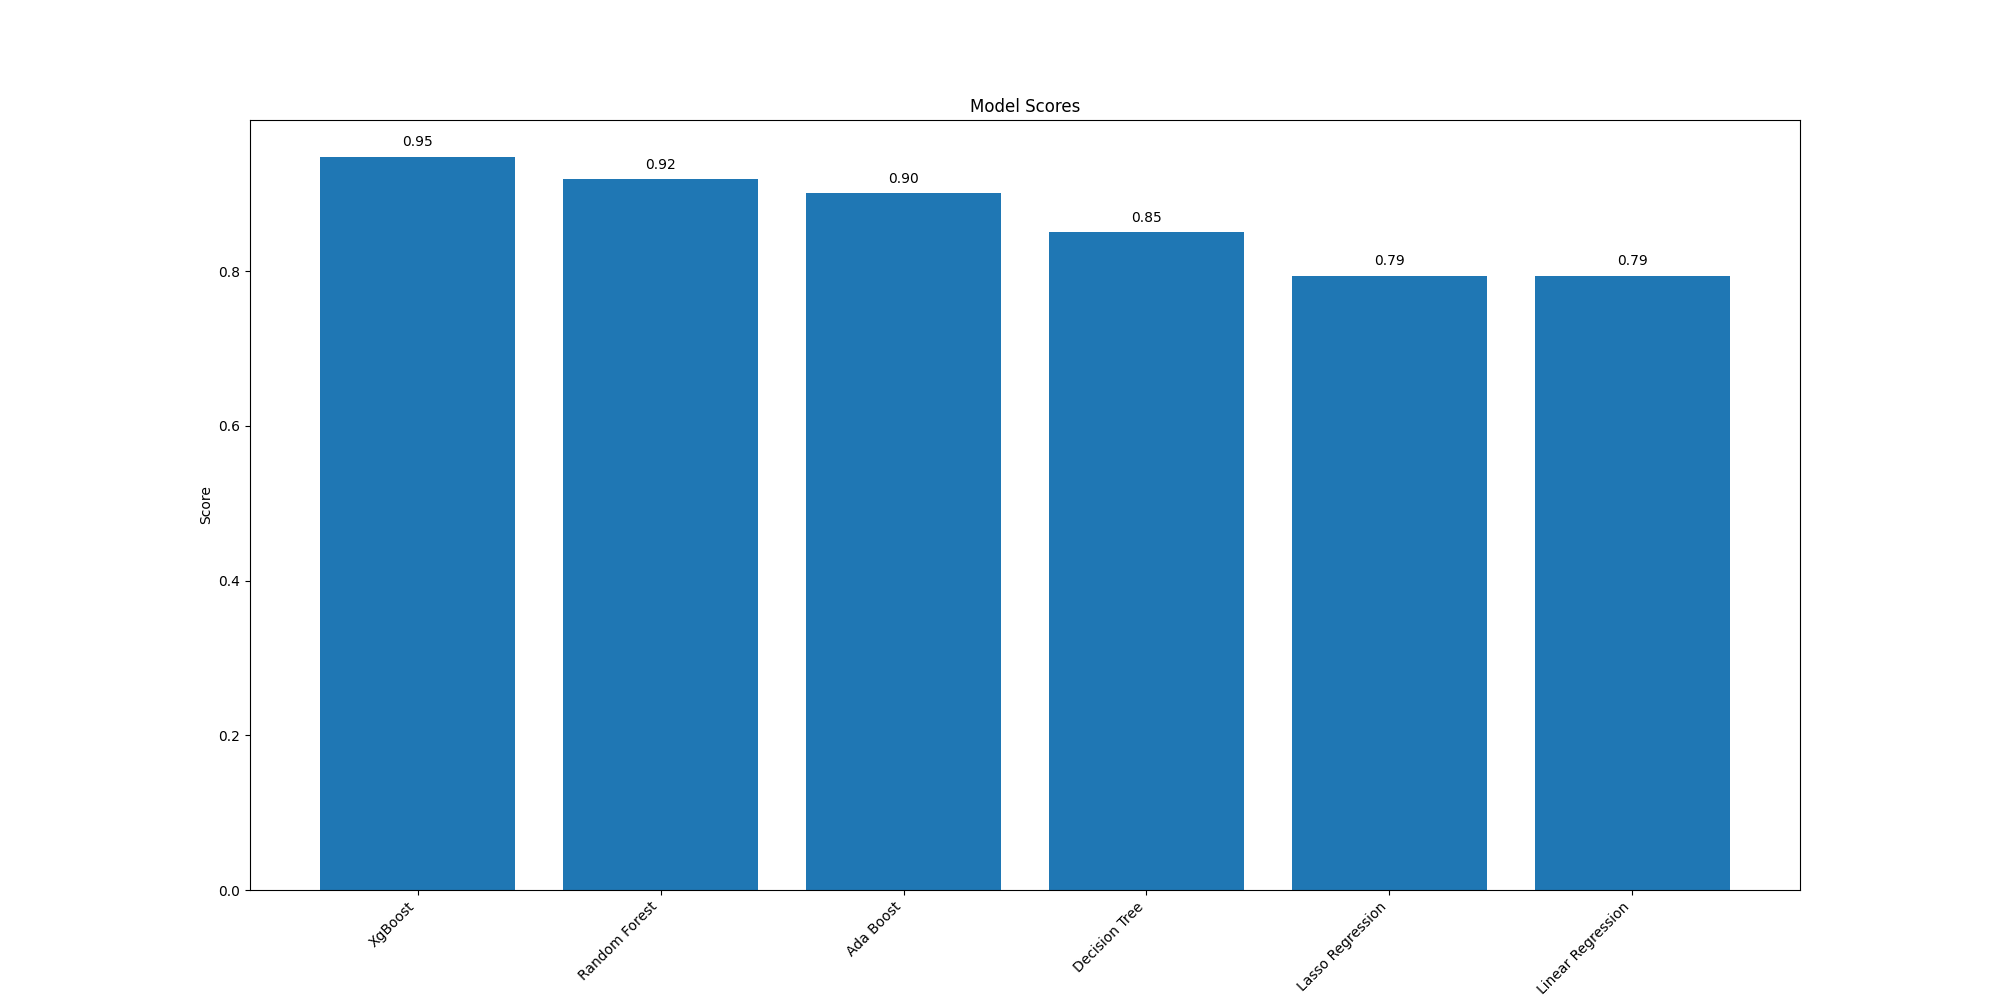 Model Scores
0.95
0.92
0.90
0.85
0.79
0.79
Score
0.8
0.6
0.4
0.2
0.0
XgBoost
Random Forest
Ada Boost
Decision Tree
Lasso Regression
Linear Regression